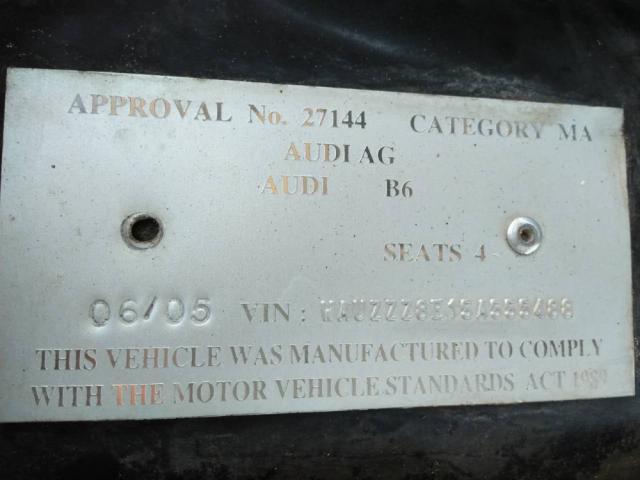 APPROVAL No. 27144 CATEGORY MA
AUDI AG
AUDI B6
SEATS 4
06/05 VIN:
THIS VEHICLE WAS MANUFACTURED TO COMPLY
WITH THE MOTOR VEHICLE STANDARDS ACT 1989